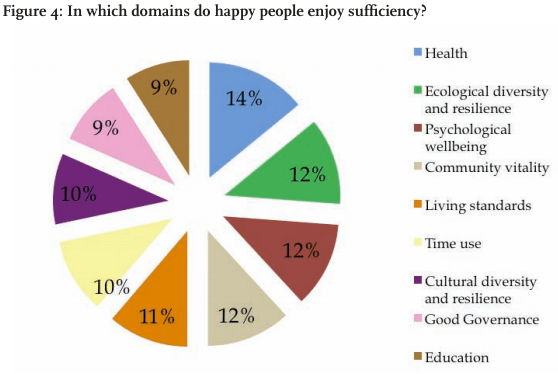 Figure 4: In which domains do happy people enjoy sufficiency?
14%
12%
12%
12%
11%
10%
10%
9%
9%
Health
Ecological diversity
and resilience
Psychological
wellbeing
Community vitality
Living standards
Time use
Cultural diversity
and resilience
Good Governance
Education